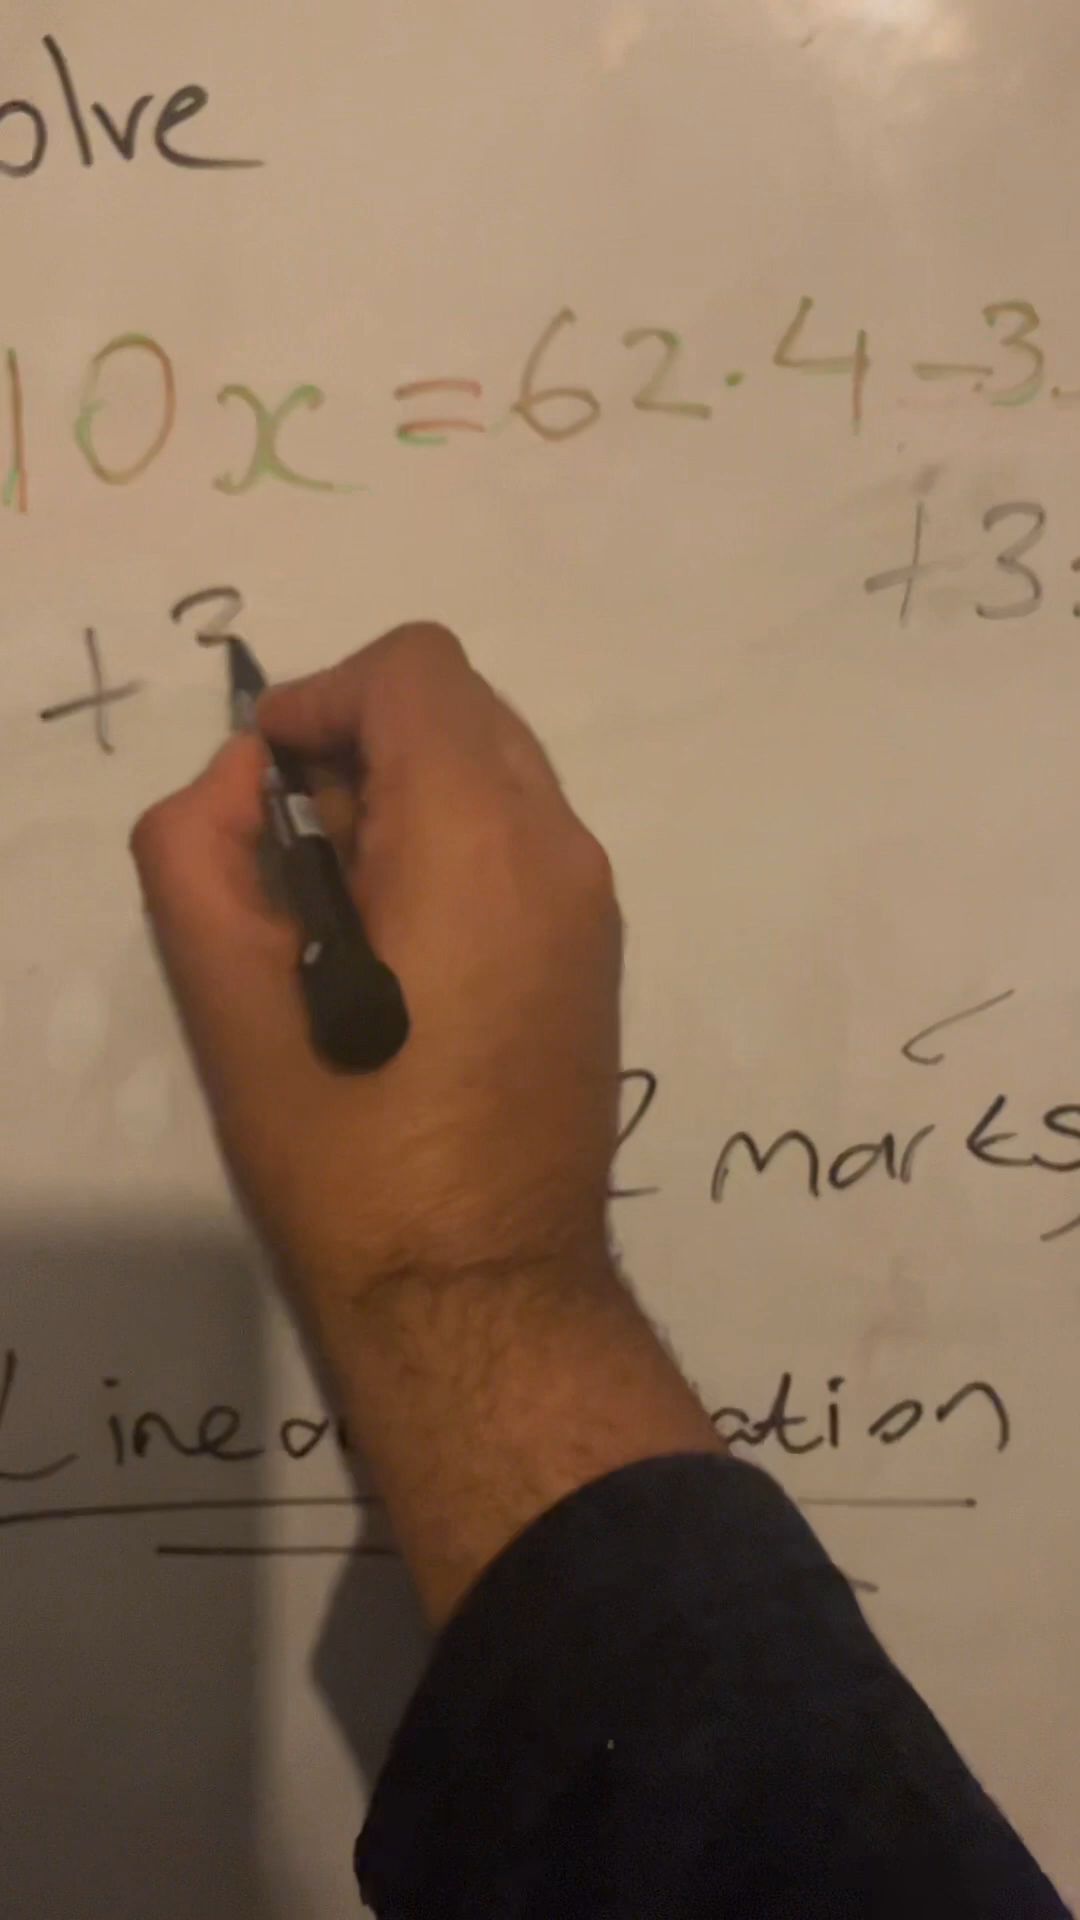 olve
10x = 62.4 - 3
+ 3
+ 3
2 marks
Linea ation